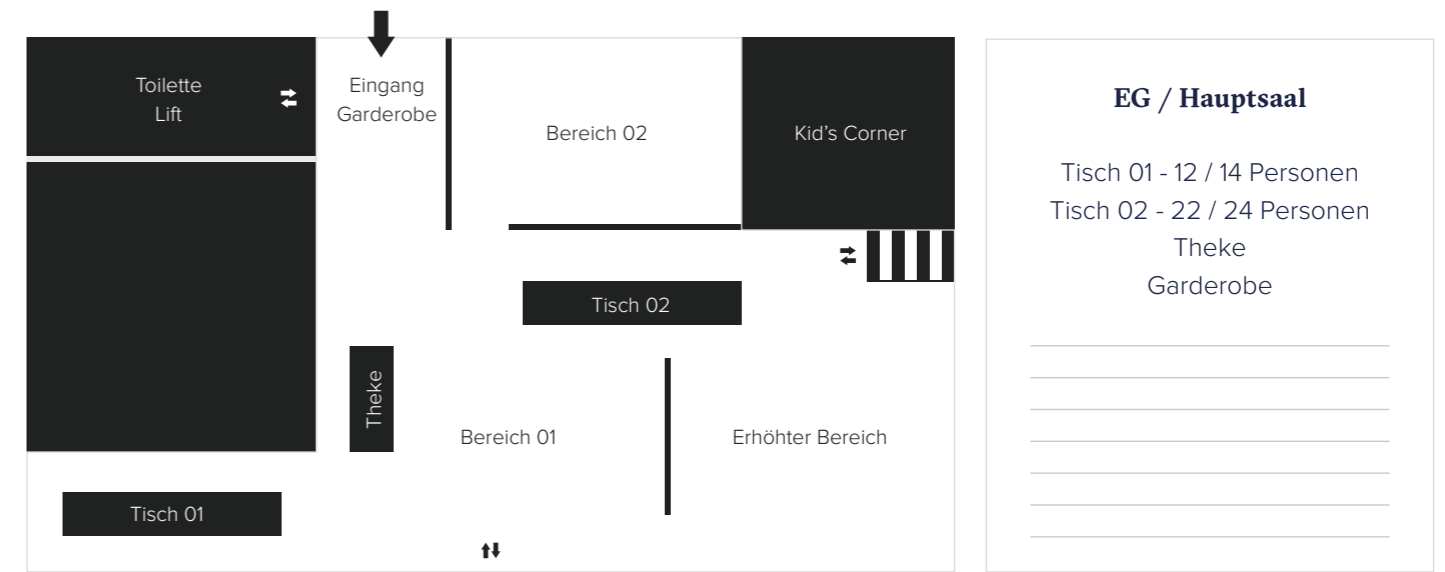 Toilette
Lift
Eingang
Garderobe
Bereich 02
Kid's Corner
Tisch 02
Theke
Bereich 01
Erhöhter Bereich
Tisch 01
EG / Hauptsaal
Tisch 01 - 12 / 14 Personen
Tisch 02 - 22 / 24 Personen
Theke
Garderobe